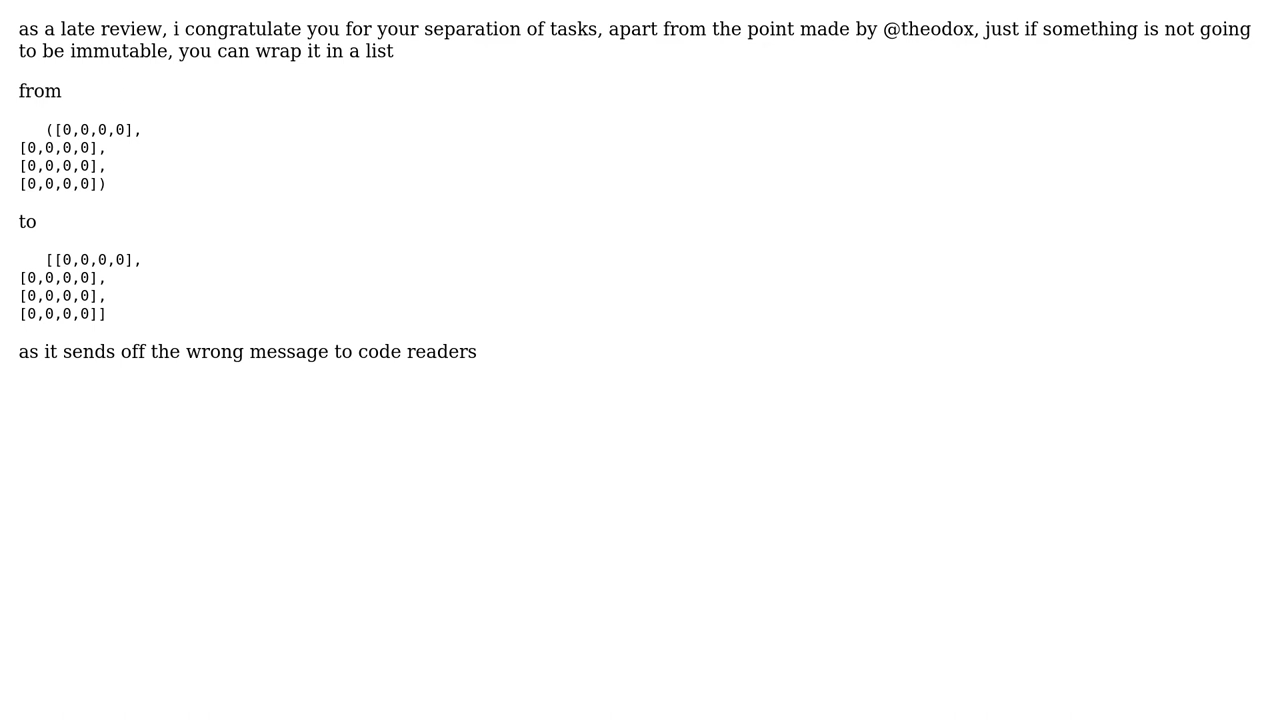 as a late review, i congratulate you for your separation of tasks, apart from the point made by @theodox, just if something is not going
to be immutable, you can wrap it in a list
from
([0,0,0,0],
[0,0,0,0],
[0,0,0,0],
[0,0,0,0])
to
[[0,0,0,0],
[0,0,0,0],
[0,0,0,0],
[0,0,0,0]]
as it sends off the wrong message to code readers